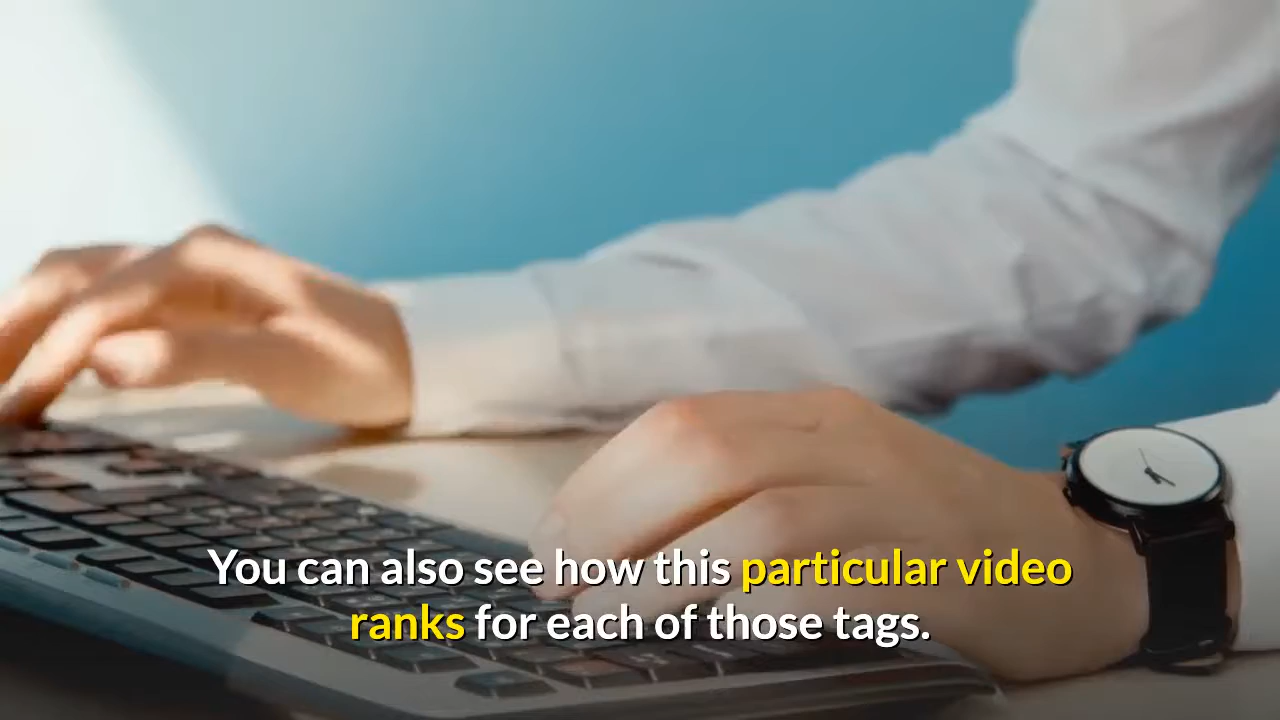 You can also see how this particular video
ranks for each of those tags.